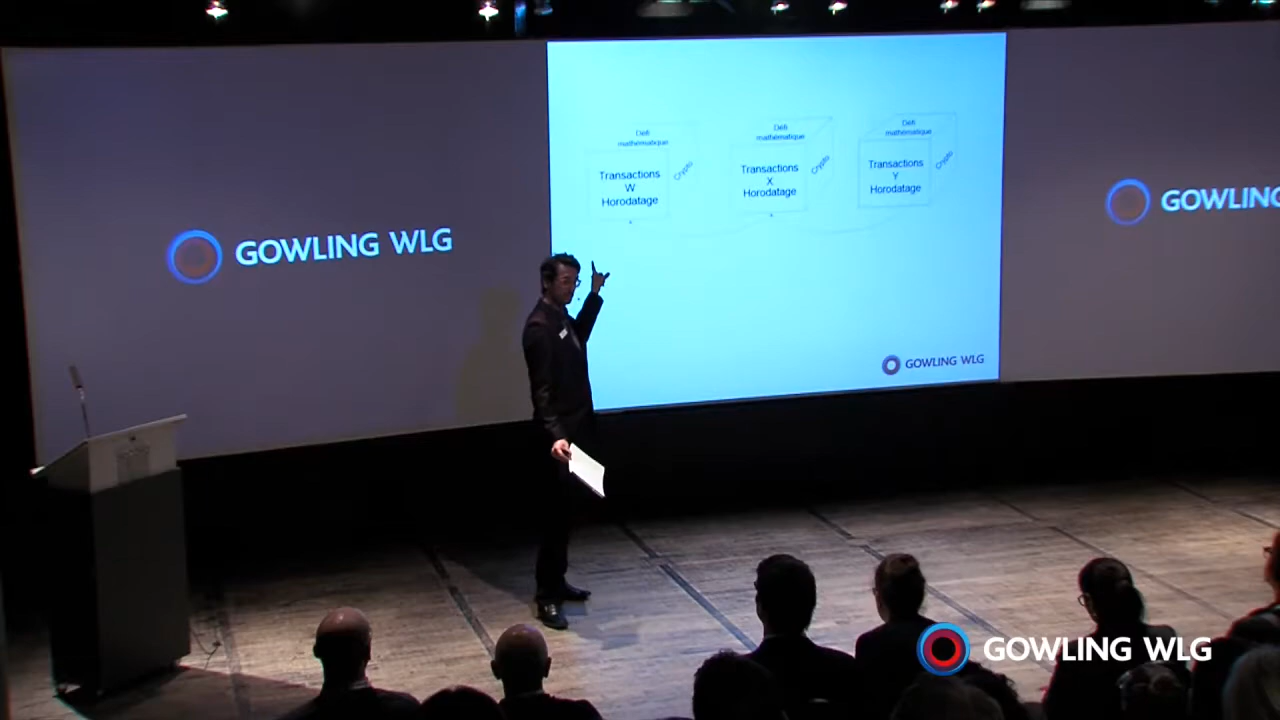 GOWLING WLG
Défi
mathématique
Crypto
Transactions
W
Horodatage
Défi
mathématique
Crypto
Transactions
X
Horodatage
Défi
mathématique
Crypto
Transactions
Y
Horodatage
GOWLING WLG
GOWLING
GOWLING WLG